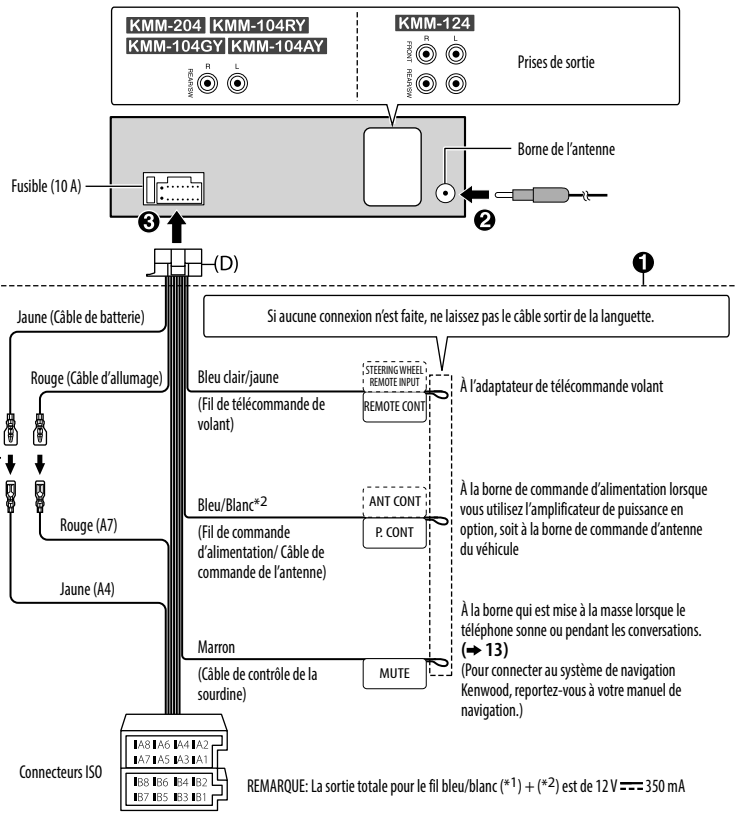 KMM-204 KMM-104RY
KMM-104GY KMM-104AY
R L
REAR/SW
KMM-124
R L
FRONT
REAR/SW
Prises de sortie
Borne de l'antenne
Fusible (10 A)
❸
❷
(D)
❶
Jaune (Câble de batterie)
Si aucune connexion n'est faite, ne laissez pas le câble sortir de la languette.
Rouge (Câble d'allumage)
Bleu clair/jaune
(Fil de télécommande de
volant)
STEERING WHEEL
REMOTE INPUT
REMOTE CONT
À l'adaptateur de télécommande volant
Bleu/Blanc*2
(Fil de commande
d'alimentation/ Câble de
commande de l'antenne)
ANT CONT
P. CONT
À la borne de commande d'alimentation lorsque
vous utilisez l'amplificateur de puissance en
option, soit à la borne de commande d'antenne
du véhicule
Rouge (A7)
Jaune (A4)
Marron
(Câble de contrôle de la
sourdine)
MUTE
À la borne qui est mise à la masse lorsque le
téléphone sonne ou pendant les conversations.
(➜ 13)
(Pour connecter au système de navigation
Kenwood, reportez-vous à votre manuel de
navigation.)
Connecteurs ISO
A8 A6 A4 A2
A7 A5 A3 A1
B8 B6 B4 B2
B7 B5 B3 B1
REMARQUE: La sortie totale pour le fil bleu/blanc (*1) + (*2) est de 12 V ⎓ 350 mA